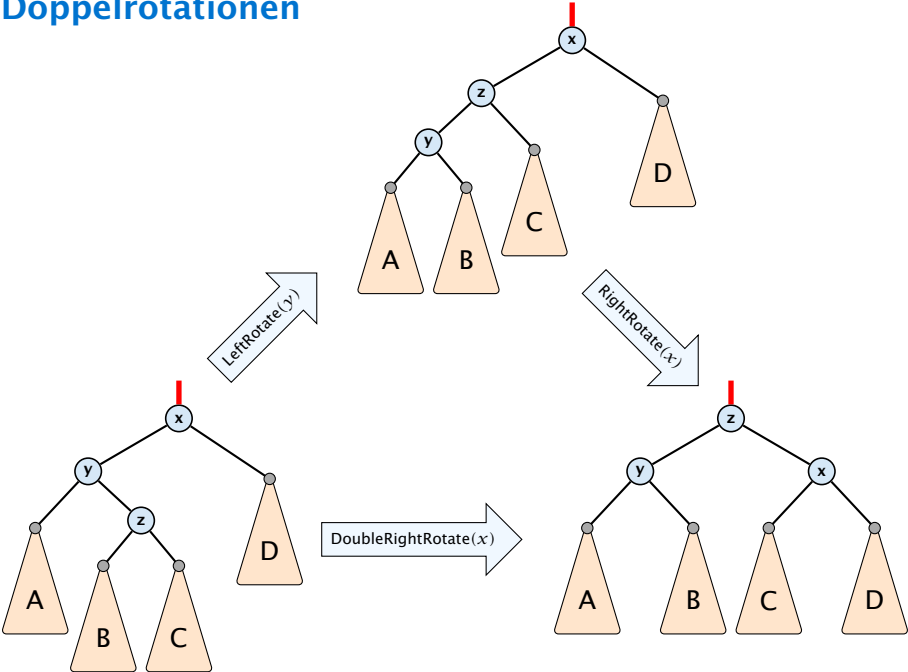 Doppelrotationen
x
z
y
D
C
A
B
LeftRotate(y)
RightRotate(x)
x
y
z
D
A
B
C
DoubleRightRotate(x)
z
y
x
A
B
C
D